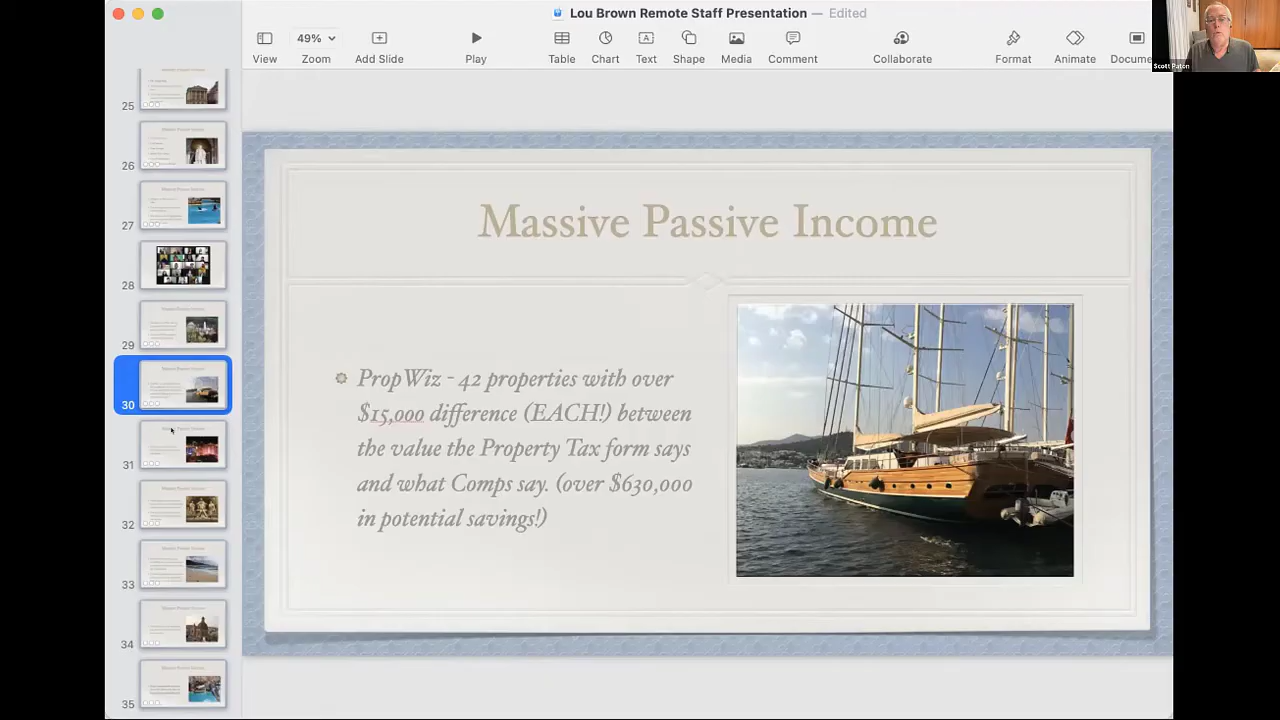 Lou Brown Remote Staff Presentation — Edited
49%
View
Zoom
Add Slide
Play
Table
Chart
Text
Shape
Media
Comment
Collaborate
Format
Animate
Docume
Scott Paton
25
26
27
28
29
30
31
32
33
34
35
Massive Passive Income
PropWiz - 42 properties with over
$15,000 difference (EACH!) between
the value the Property Tax form says
and what Comps say. (over $630,000
in potential savings!)